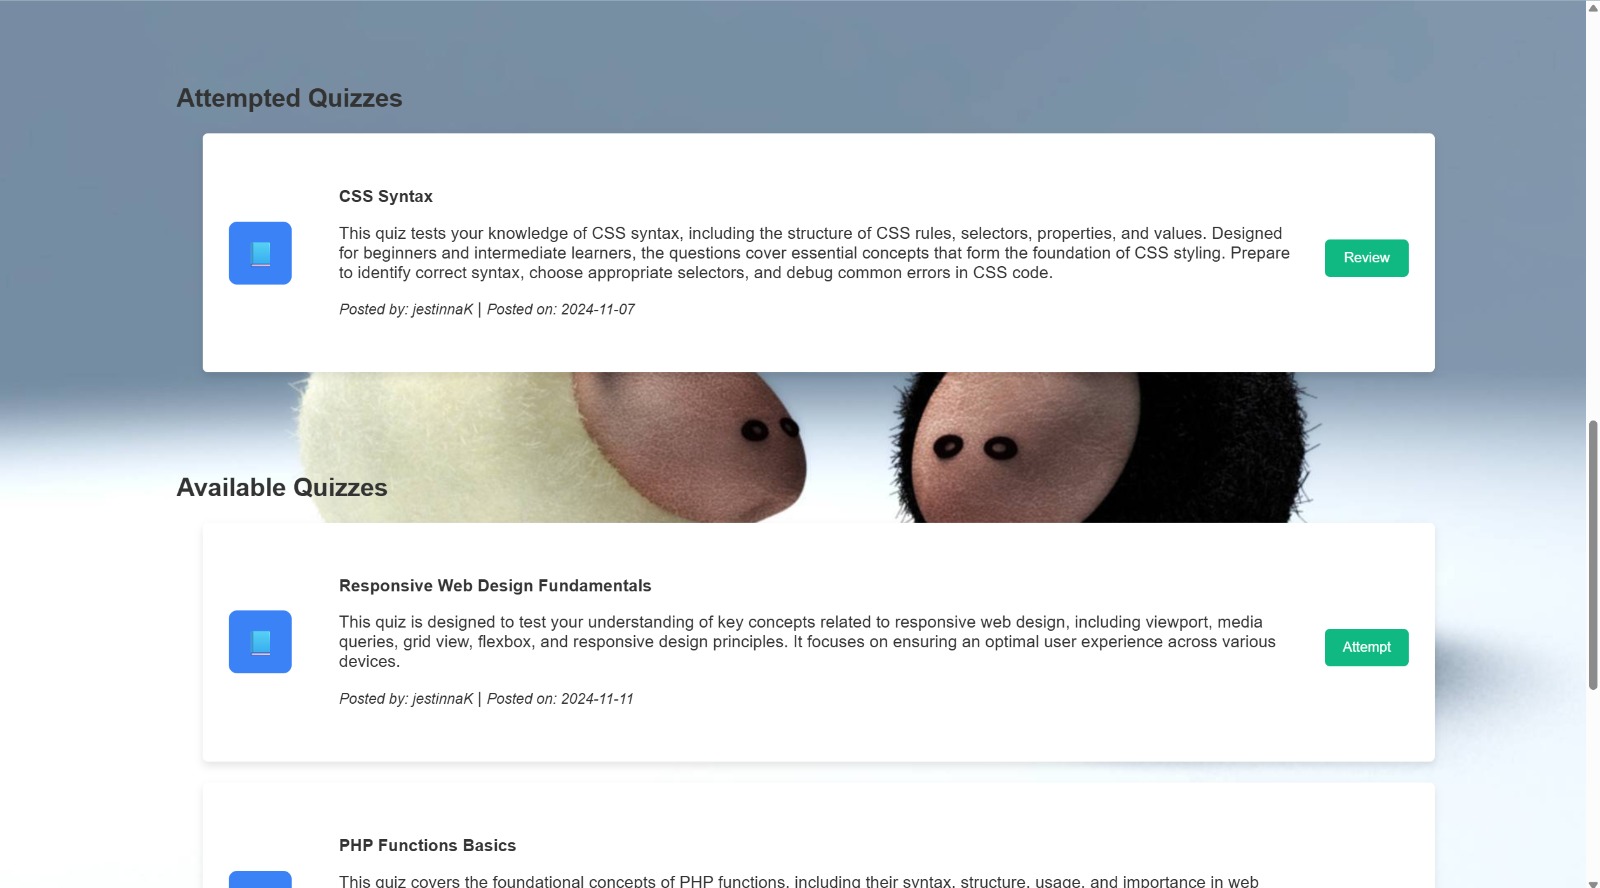 Attempted Quizzes
CSS Syntax
This quiz tests your knowledge of CSS syntax, including the structure of CSS rules, selectors, properties, and values. Designed
for beginners and intermediate learners, the questions cover essential concepts that form the foundation of CSS styling. Prepare
to identify correct syntax, choose appropriate selectors, and debug common errors in CSS code.
Review
Posted by: jestinnaK | Posted on: 2024-11-07
Available Quizzes
Responsive Web Design Fundamentals
This quiz is designed to test your understanding of key concepts related to responsive web design, including viewport, media
queries, grid view, flexbox, and responsive design principles. It focuses on ensuring an optimal user experience across various
devices.
Attempt
Posted by: jestinnaK | Posted on: 2024-11-11
PHP Functions Basics
This quiz covers the foundational concepts of PHP functions, including their syntax, structure, usage, and importance in web